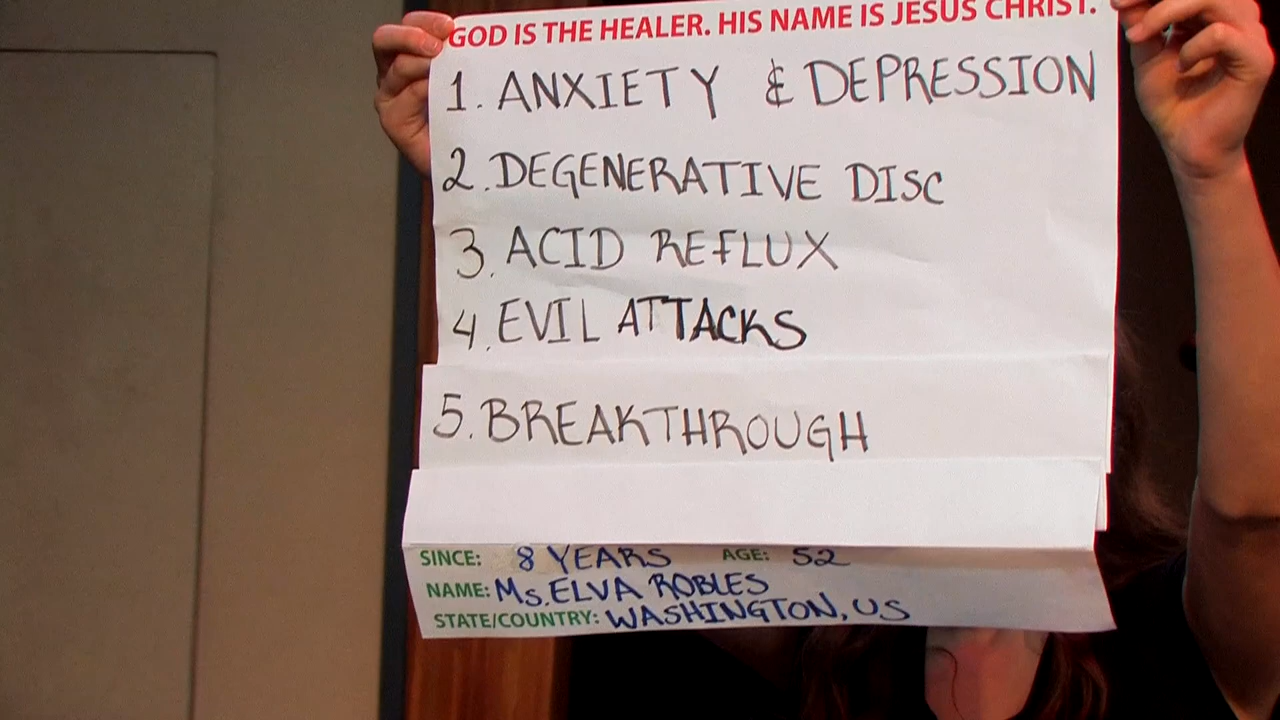 GOD IS THE HEALER. HIS NAME IS JESUS CHRIST.
1. ANXIETY & DEPRESSION
2. DEGENERATIVE DISC
3. ACID REFLUX
4. EVIL ATTACKS
5. BREAKTHROUGH
SINCE: 8 YEARS AGE: 52
NAME: Ms. ELVA ROBLES
STATE/COUNTRY: WASHINGTON, US